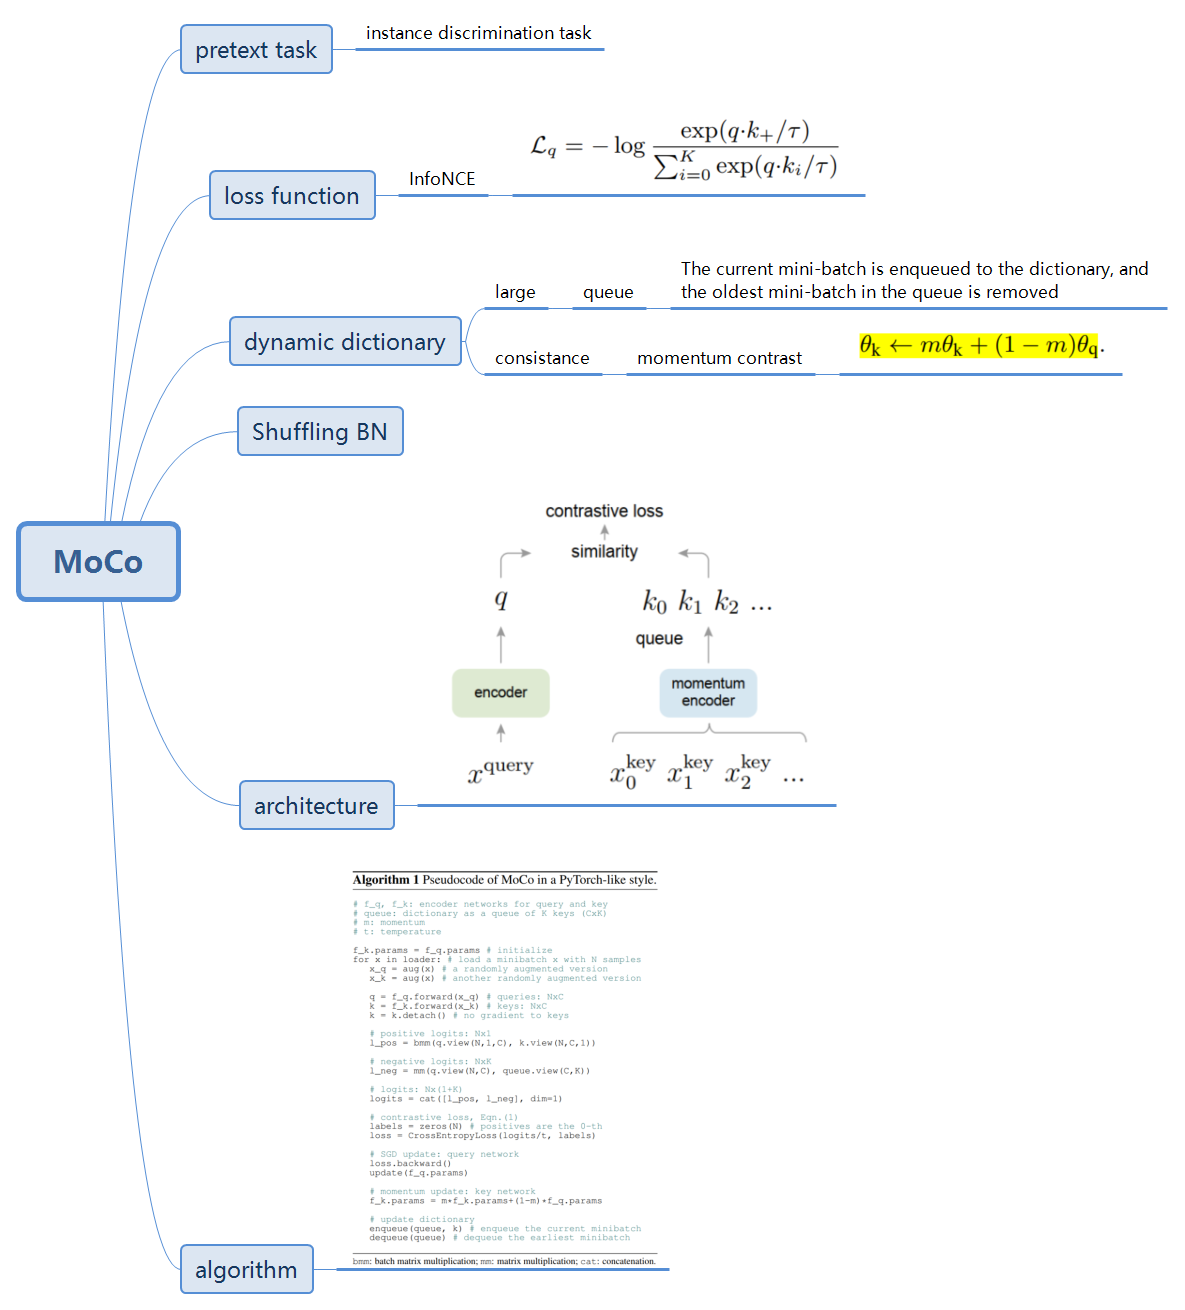 pretext task
instance discrimination task
loss function
InfoNCE
$\mathcal{L}_q = -\log \frac{\exp(q \cdot k_+/\tau)}{\sum_{i=0}^{K} \exp(q \cdot k_i/\tau)}$
dynamic dictionary
large
queue
The current mini-batch is enqueued to the dictionary, and
the oldest mini-batch in the queue is removed
consistance
momentum contrast
$\theta_k \leftarrow m\theta_k + (1 - m)\theta_q.$
Shuffling BN
MoCo
contrastive loss
similarity
q
k₀ k₁ k₂ ...
queue
encoder
momentum
encoder
$x^{query}$
$x_0^{key}$ $x_1^{key}$ $x_2^{key}$ ...
architecture
Algorithm 1 Pseudocode of MoCo in a PyTorch-like style.
# f_q, f_k: encoder networks for query and key
# queue: dictionary as a queue of K keys (CxK)
# m: momentum
# t: temperature
f_k.params = f_q.params # initialize
for x in loader: # load a minibatch x with N samples
x_q = aug(x) # a randomly augmented version
x_k = aug(x) # another randomly augmented version
q = f_q.forward(x_q) # queries: NxC
k = f_k.forward(x_k) # keys: NxC
k = k.detach() # no gradient to keys
# positive logits: Nx1
l_pos = bmm(q.view(N,1,C), k.view(N,C,1))
# negative logits: NxK
l_neg = mm(q.view(N,C), queue.view(C,K))
# logits: Nx(1+K)
logits = cat([l_pos, l_neg], dim=1)
# contrastive loss, Eqn.(1)
labels = zeros(N) # positives are the 0-th
loss = CrossEntropyLoss(logits/t, labels)
# SGD update: query network
loss.backward()
update(f_q.params)
# momentum update: key network
f_k.params = m*f_k.params+(1-m)*f_q.params
# update dictionary
enqueue(queue, k) # enqueue the current minibatch
dequeue(queue) # dequeue the earliest minibatch
bmm: batch matrix multiplication; mm: matrix multiplication; cat: concatenation.
algorithm